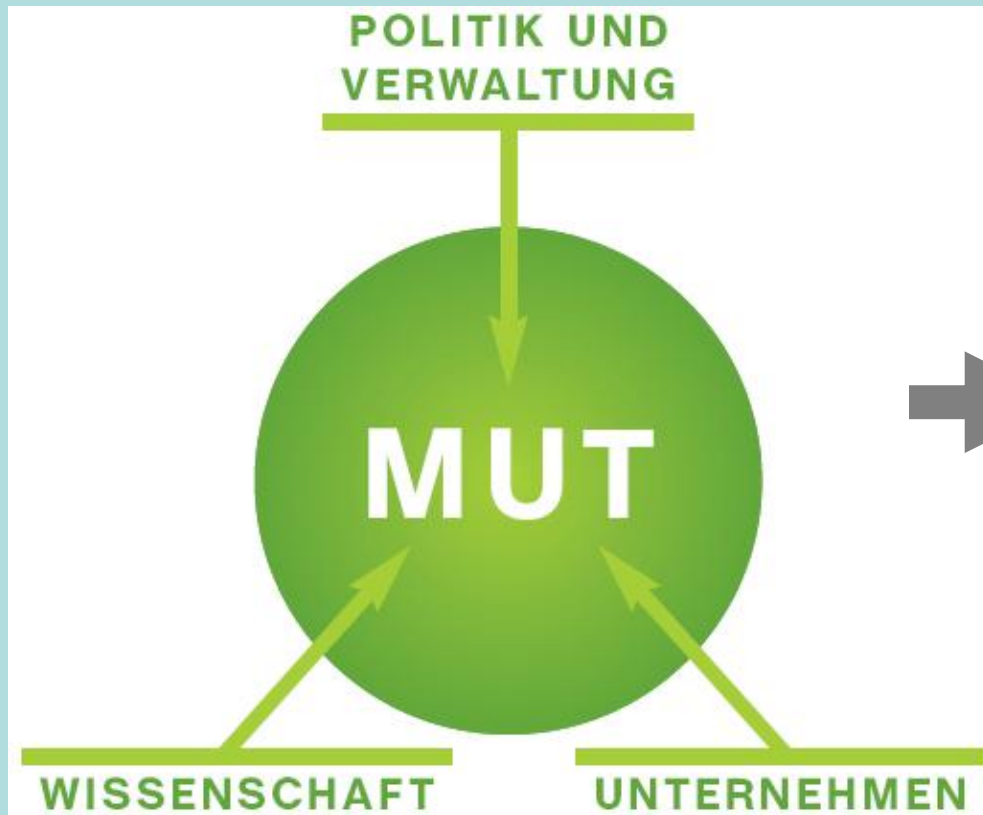 POLITIK UND
VERWALTUNG
MUT
WISSENSCHAFT
UNTERNEHMEN